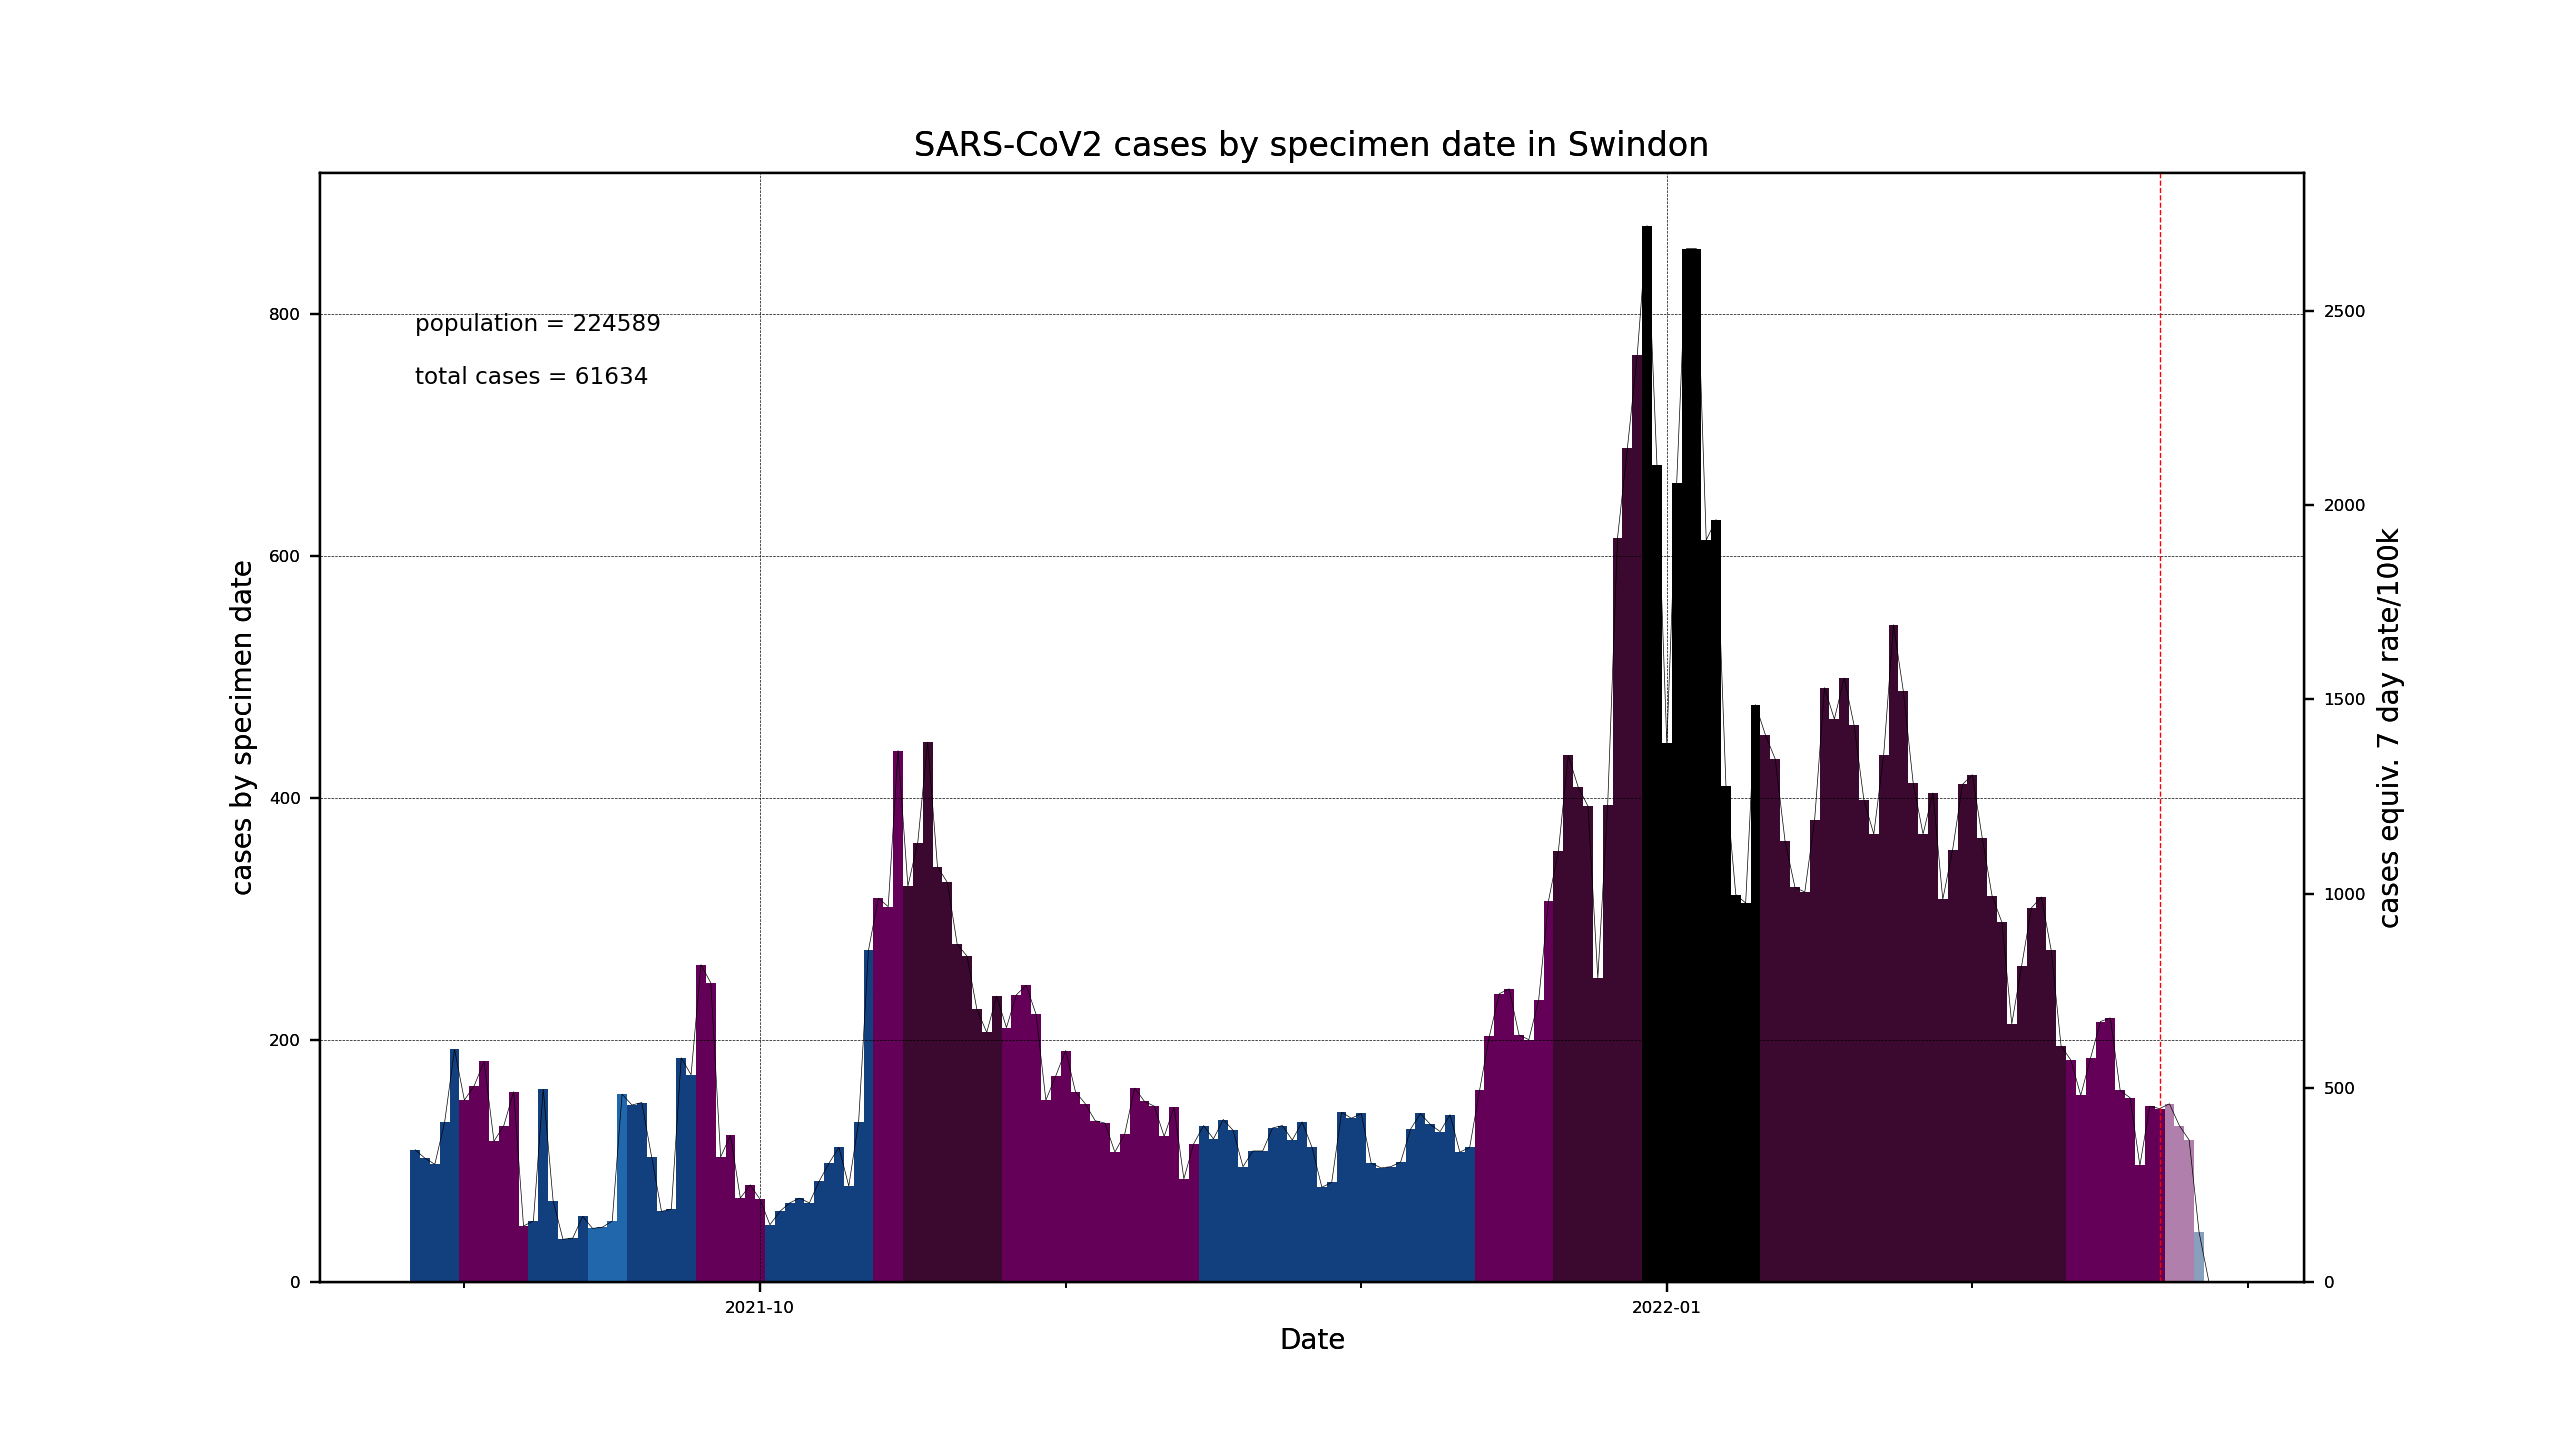 SARS-CoV2 cases by specimen date in Swindon
population = 224589
total cases = 61634
cases by specimen date
800
600
400
200
0
2500
2000
1500
1000
500
0
cases equiv. 7 day rate/100k
2021-10
2022-01
Date